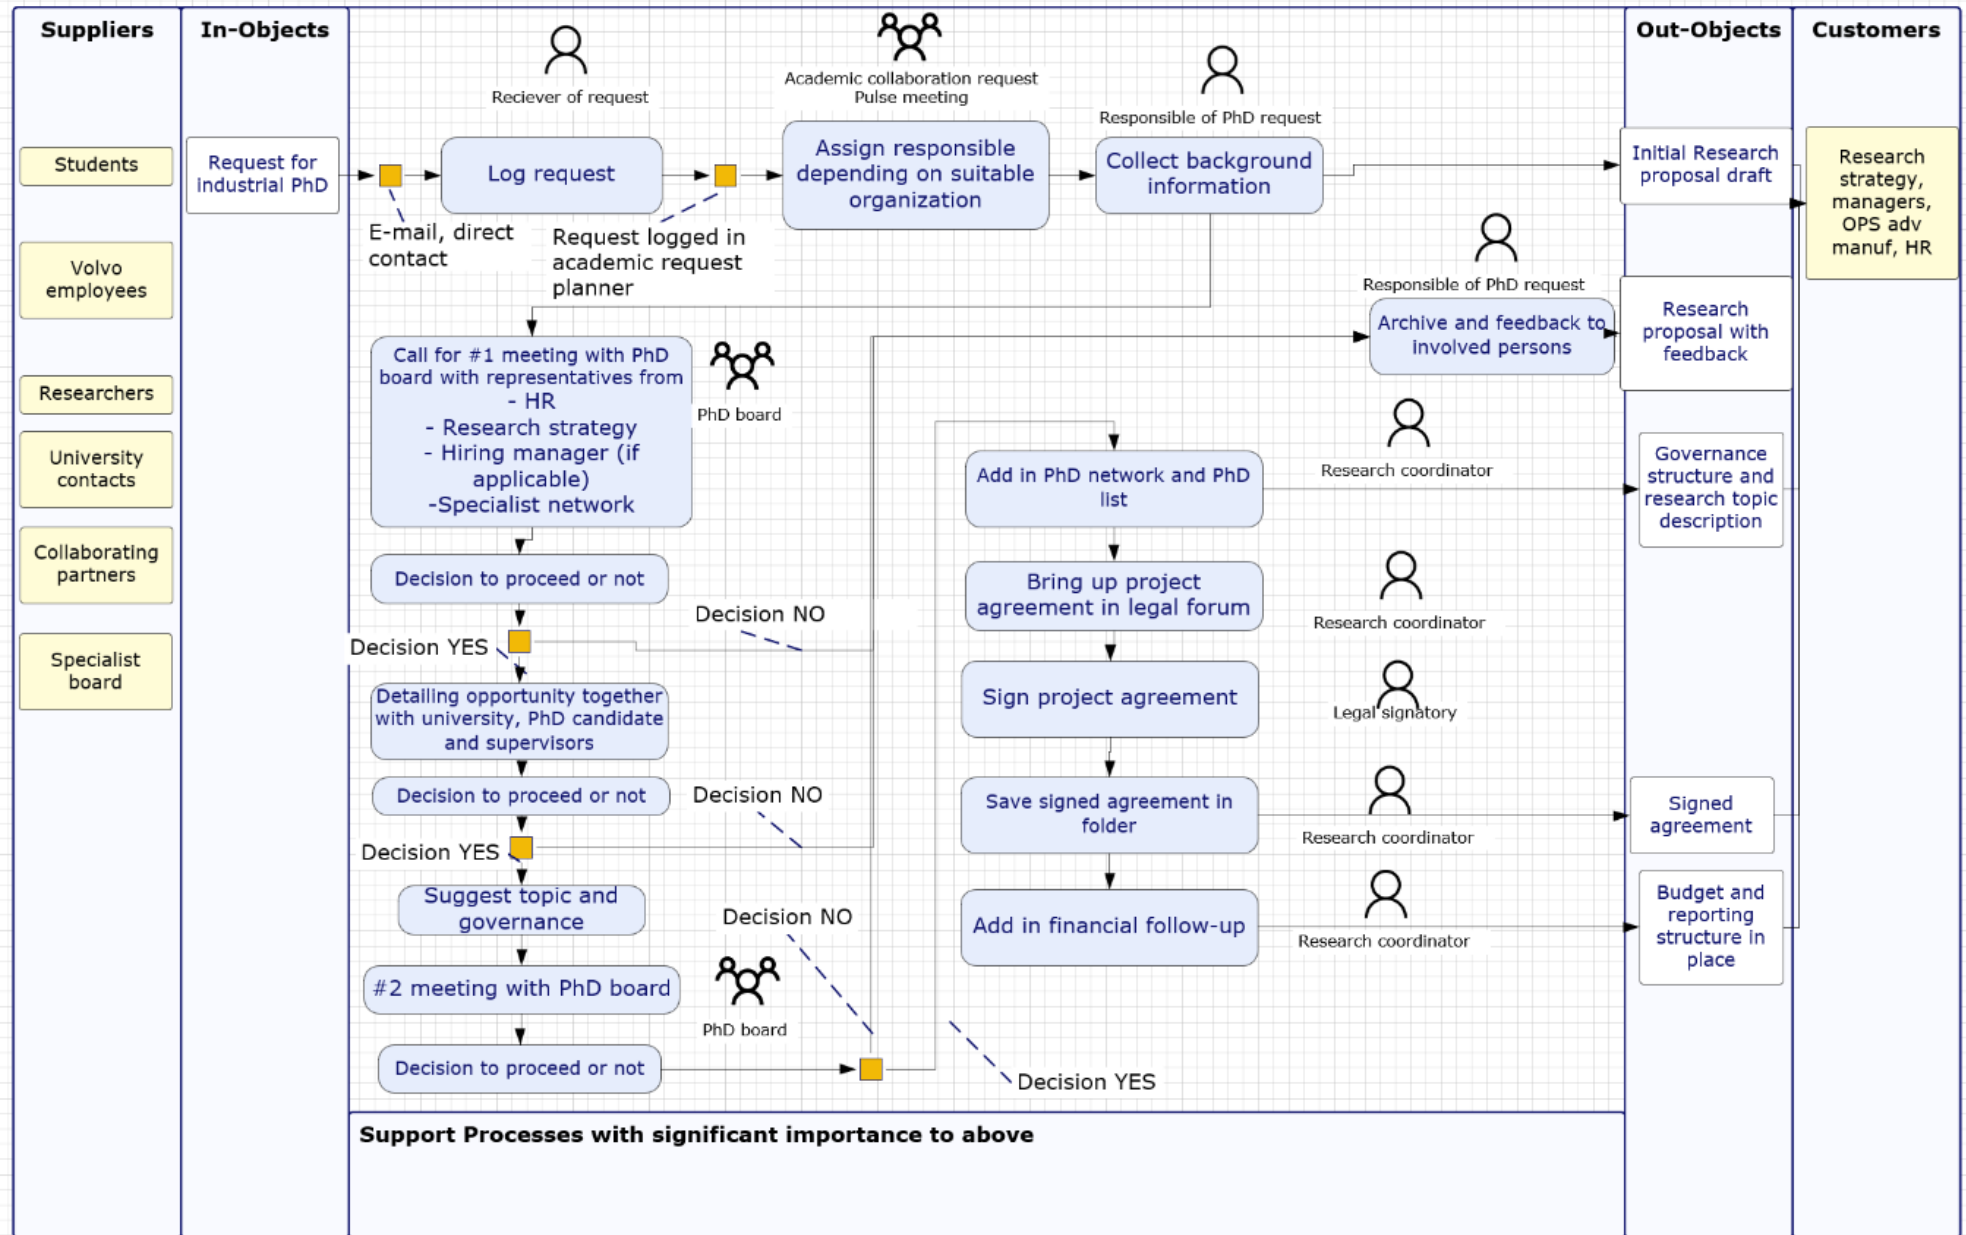 Suppliers
In-Objects
Out-Objects
Customers
Reciever of request
Academic collaboration request
Pulse meeting
Responsible of PhD request
Students
Request for
industrial PhD
Log request
Assign responsible
depending on suitable
organization
Collect background
information
Initial Research
proposal draft
Research
strategy,
managers,
OPS adv
manuf, HR
E-mail, direct
contact
Request logged in
academic request
planner
Volvo
employees
Responsible of PhD request
Archive and feedback to
involved persons
Research
proposal with
feedback
Call for #1 meeting with PhD
board with representatives from
- HR
- Research strategy
- Hiring manager (if
applicable)
-Specialist network
PhD board
Researchers
University
contacts
Collaborating
partners
Specialist
board
Add in PhD network and PhD
list
Research coordinator
Governance
structure and
research topic
description
Decision to proceed or not
Decision NO
Decision YES
Bring up project
agreement in legal forum
Research coordinator
Detailing opportunity together
with university, PhD candidate
and supervisors
Sign project agreement
Legal signatory
Decision to proceed or not
Decision NO
Decision YES
Save signed agreement in
folder
Research coordinator
Signed
agreement
Suggest topic and
governance
Decision NO
Add in financial follow-up
Research coordinator
Budget and
reporting
structure in
place
#2 meeting with PhD board
PhD board
Decision to proceed or not
Decision YES
Support Processes with significant importance to above